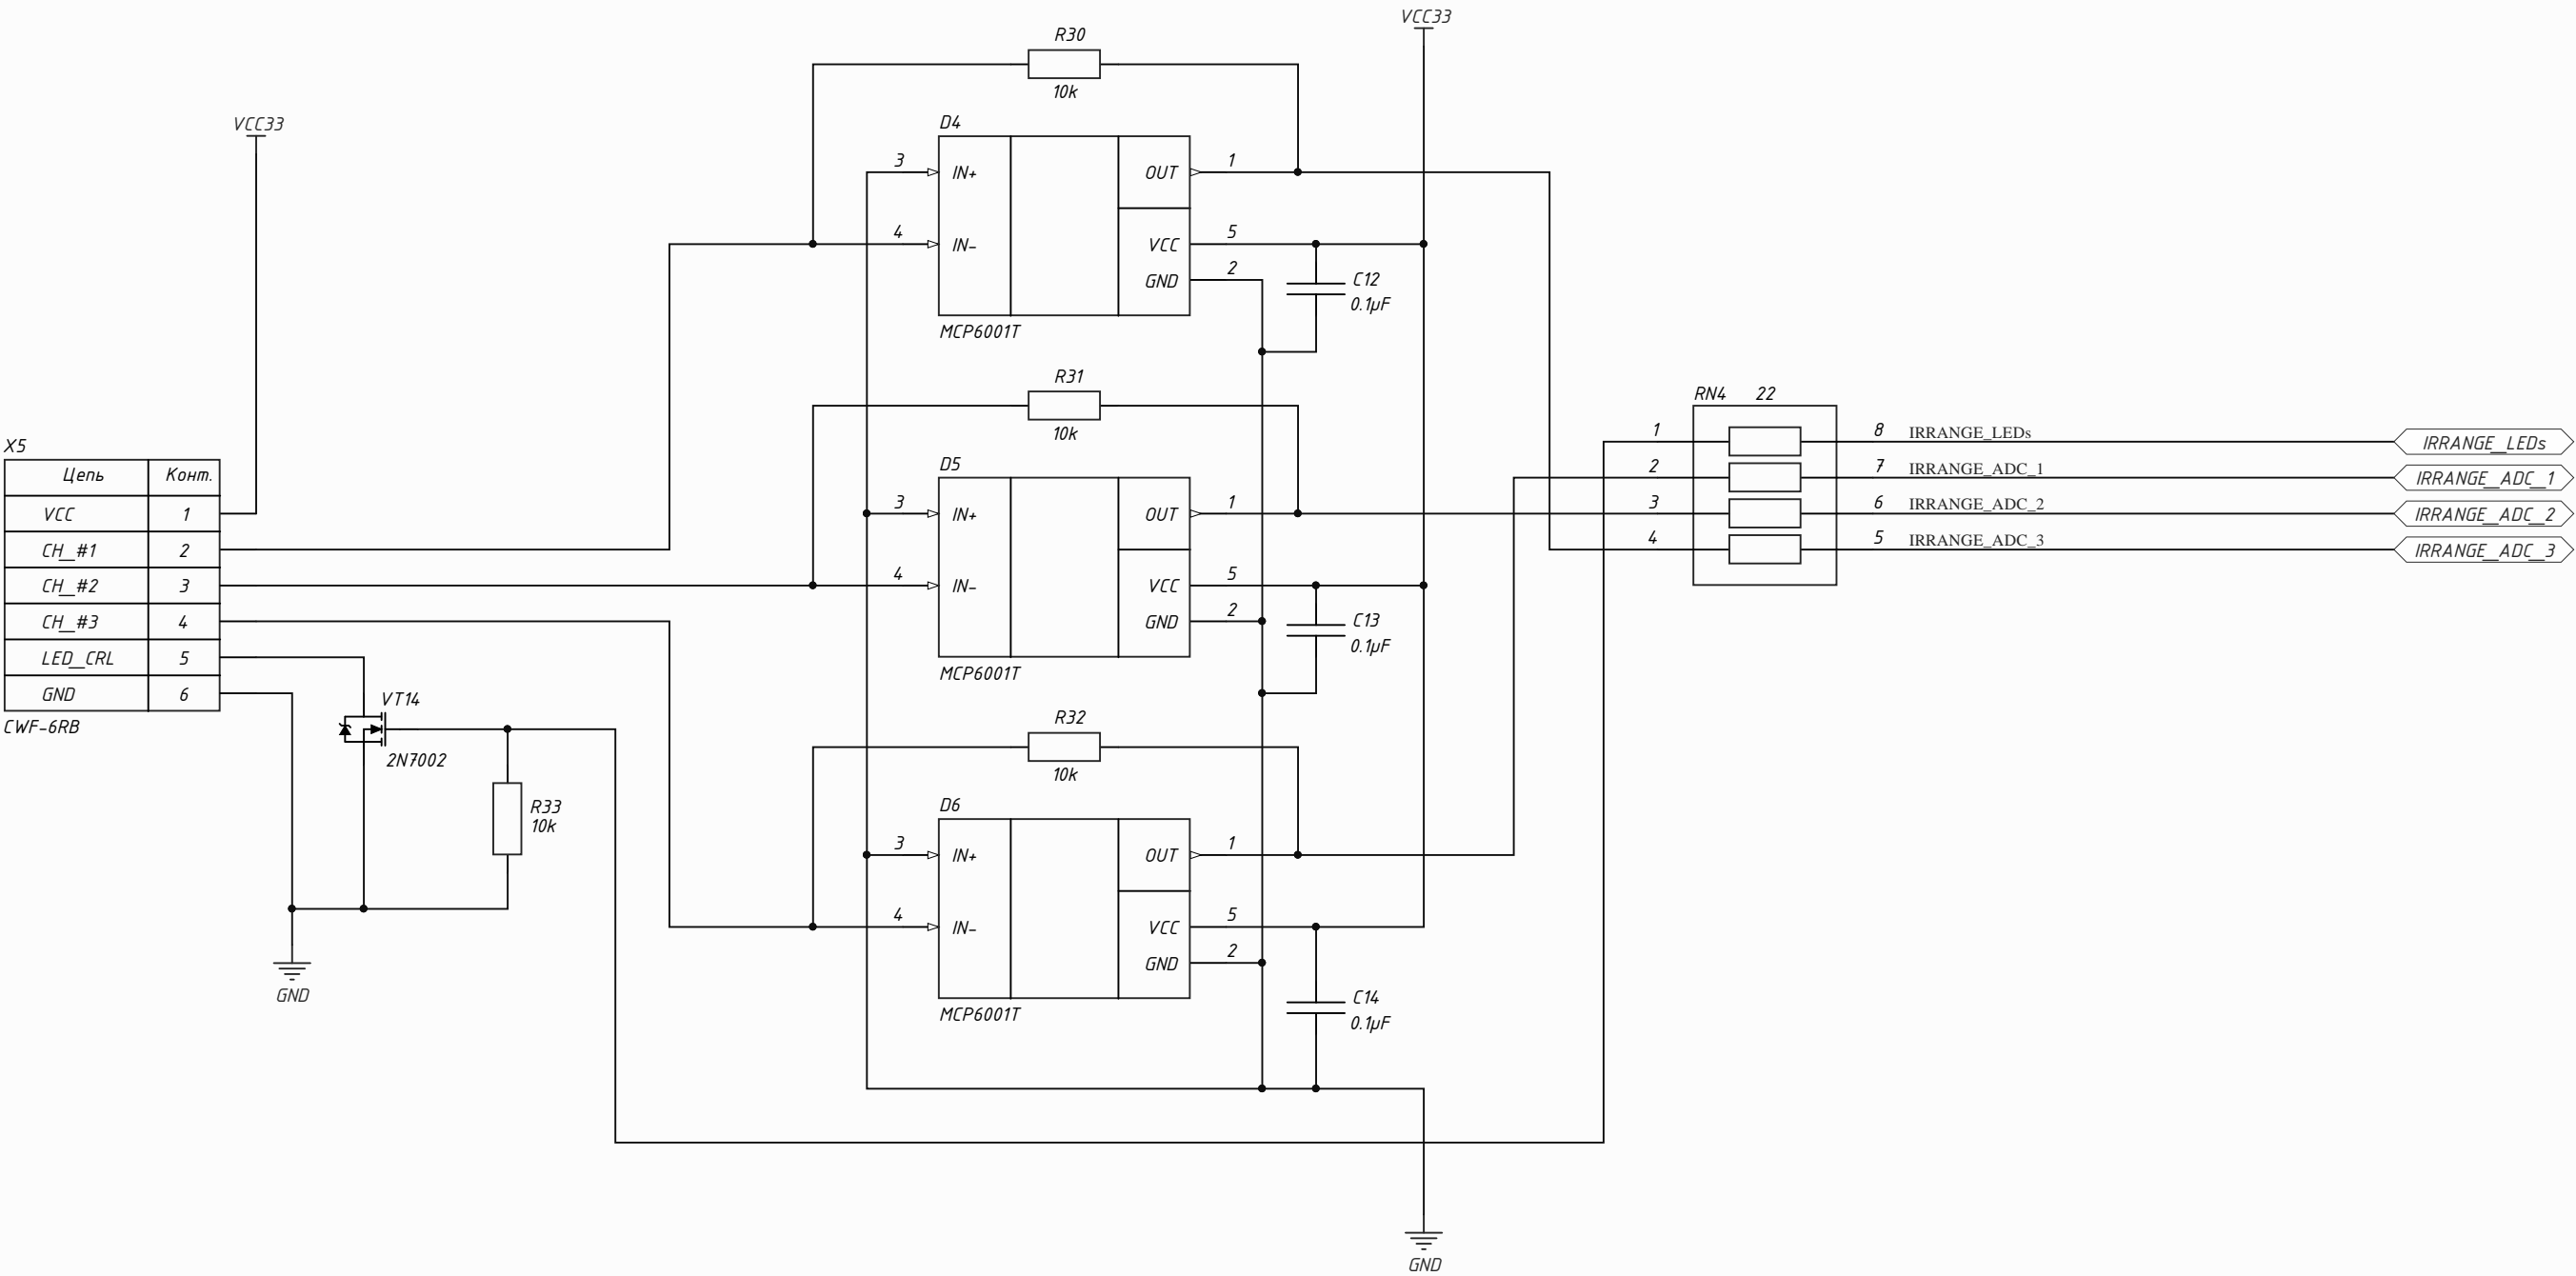 VCC33
R30
10k
VCC33
D4
3
IN+
OUT
1
4
IN-
VCC
5
GND
2
C12
0.1µF
MCP6001T
R31
10k
RN4 22
1
8
IRRANGE_LEDs
IRRANGE_LEDs
2
7
IRRANGE_ADC_1
IRRANGE_ADC_1
3
6
IRRANGE_ADC_2
IRRANGE_ADC_2
4
5
IRRANGE_ADC_3
IRRANGE_ADC_3
X5
Цепь Конт.
VCC 1
CH_#1 2
CH_#2 3
CH_#3 4
LED_CRL 5
GND 6
CWF-6RB
D5
3
IN+
OUT
1
4
IN-
VCC
5
GND
2
C13
0.1µF
MCP6001T
VT14
2N7002
R33
10k
GND
R32
10k
D6
3
IN+
OUT
1
4
IN-
VCC
5
GND
2
C14
0.1µF
MCP6001T
GND